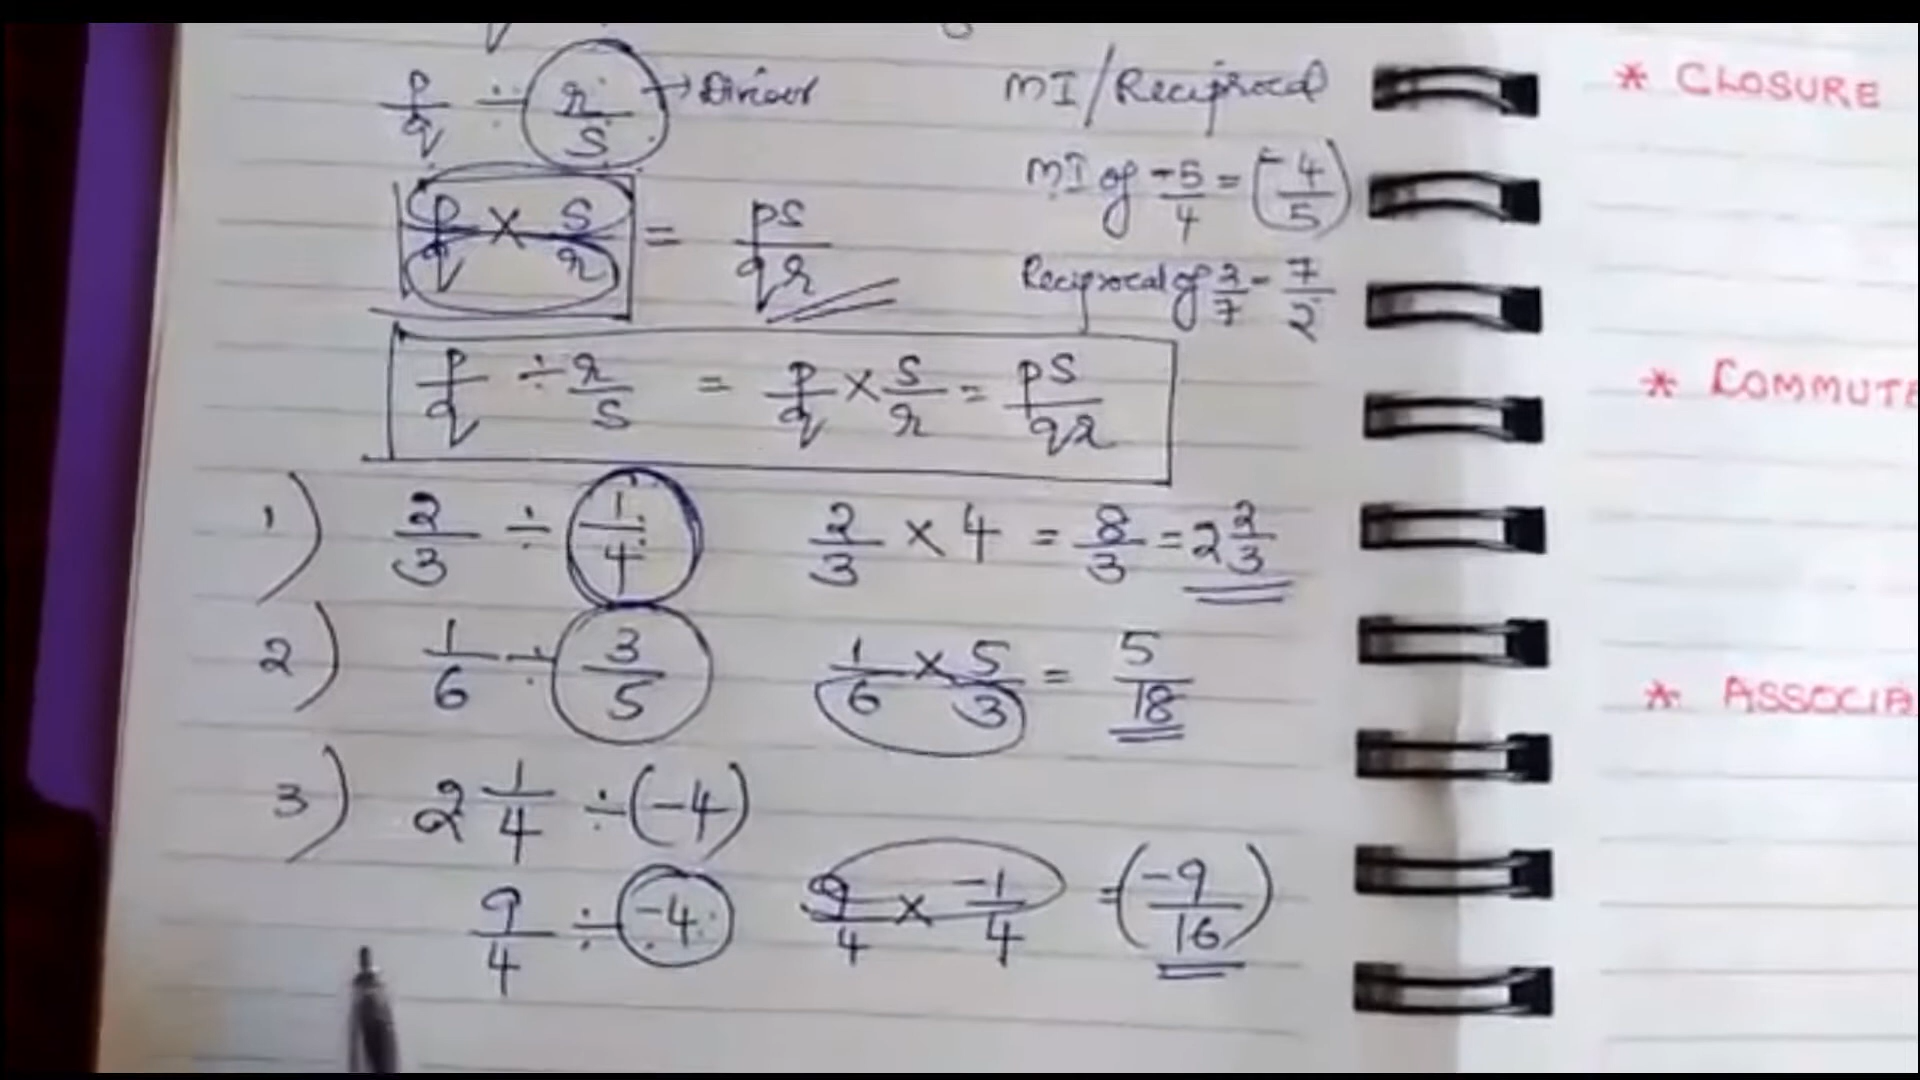 p/q ÷ r/s → Divisor
MI/Reciprocal
MI of -5/4 = (-4/5)
p/q × s/r = ps/qr
Reciprocal of 2/7 - 7/2
p/q ÷ r/s = p/q × s/r = ps/qr
1) 2/3 ÷ 1/4 2/3 × 4 = 8/3 = 2 2/3
2) 1/6 ÷ 3/5 1/6 × 5/3 = 5/18
3) 2 1/4 ÷ (-4)
9/4 ÷ -4 9/4 × -1/4 = (-9/16)
* CLOSURE
* COMMUTE
* ASSOCIA